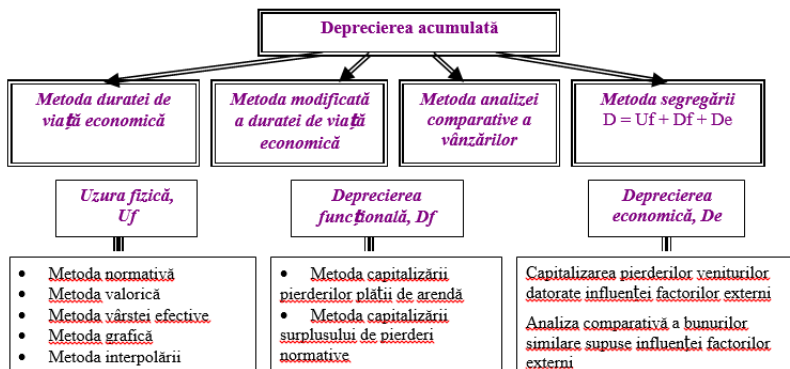 Deprecierea acumulată
Metoda duratei de
viață economică
Metoda modificată
a duratei de viață
economică
Metoda analizei
comparative a
vânzărilor
Metoda segregării
D = Uf + Df + De
Uzura fizică,
Uf
Deprecierea
funcțională, Df
Deprecierea
economică, De
• Metoda normativă
• Metoda valorică
• Metoda vârstei efective
• Metoda grafică
• Metoda interpolării
• Metoda capitalizării
pierderilor plății de arendă
• Metoda capitalizării
surplusului de pierderi
normative
Capitalizarea pierderilor veniturilor
datorate influenței factorilor externi
Analiza comparativă a bunurilor
similare supuse influenței factorilor
externi